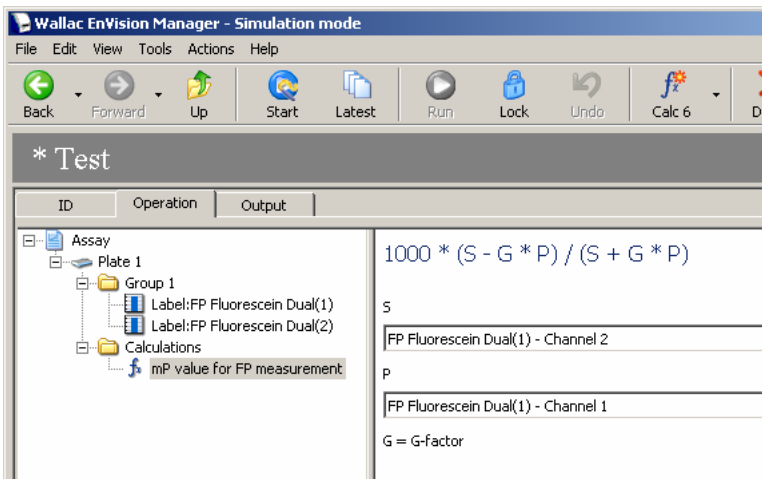 Wallac EnVision Manager - Simulation mode
File Edit View Tools Actions Help
Back Forward Up Start Latest Run Lock Undo Calc 6 D
* Test
ID Operation Output
Assay
Plate 1
Group 1
Label:FP Fluorescein Dual(1)
Label:FP Fluorescein Dual(2)
Calculations
mP value for FP measurement
1000 * (S - G * P) / (S + G * P)
S
FP Fluorescein Dual(1) - Channel 2
P
FP Fluorescein Dual(1) - Channel 1
G = G-factor